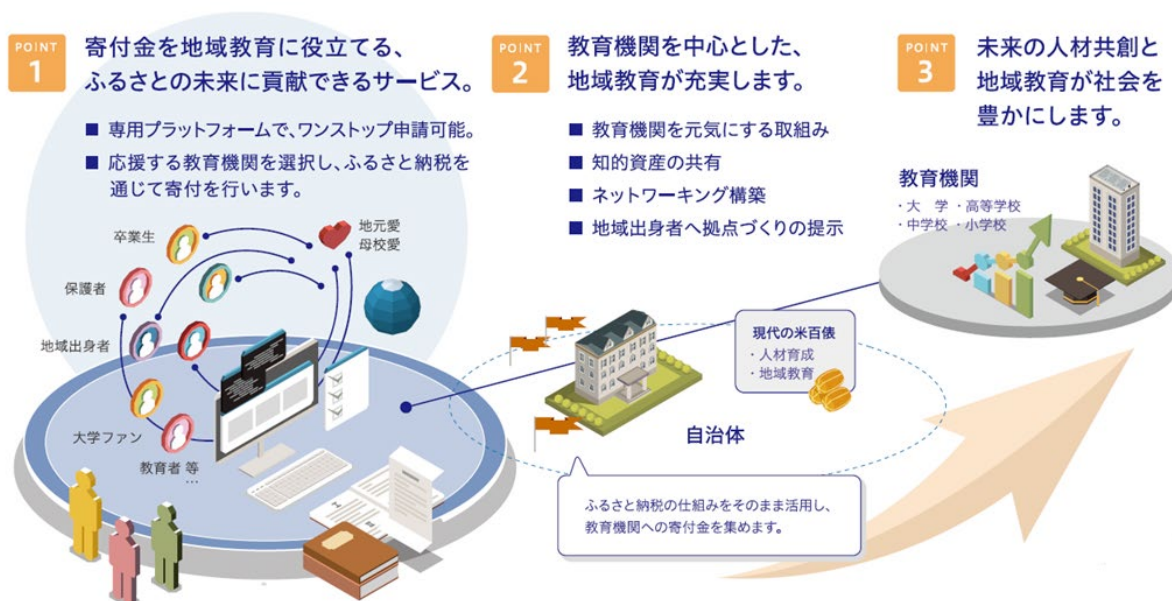 POINT
1
寄付金を地域教育に役立てる、
ふるさとの未来に貢献できるサービス。
■ 専用プラットフォームで、ワンストップ申請可能。
■ 応援する教育機関を選択し、ふるさと納税を
通じて寄付を行います。
卒業生
地元愛
母校愛
保護者
地域出身者
大学ファン
教育者 等
…
POINT
2
教育機関を中心とした、
地域教育が充実します。
■ 教育機関を元気にする取組み
■ 知的資産の共有
■ ネットワーキング構築
■ 地域出身者へ拠点づくりの提示
現代の米百俵
・人材育成
・地域教育
自治体
ふるさと納税の仕組みをそのまま活用し、
教育機関への寄付金を集めます。
POINT
3
未来の人材共創と
地域教育が社会を
豊かにします。
教育機関
・大　学 ・高等学校
・中学校 ・小学校